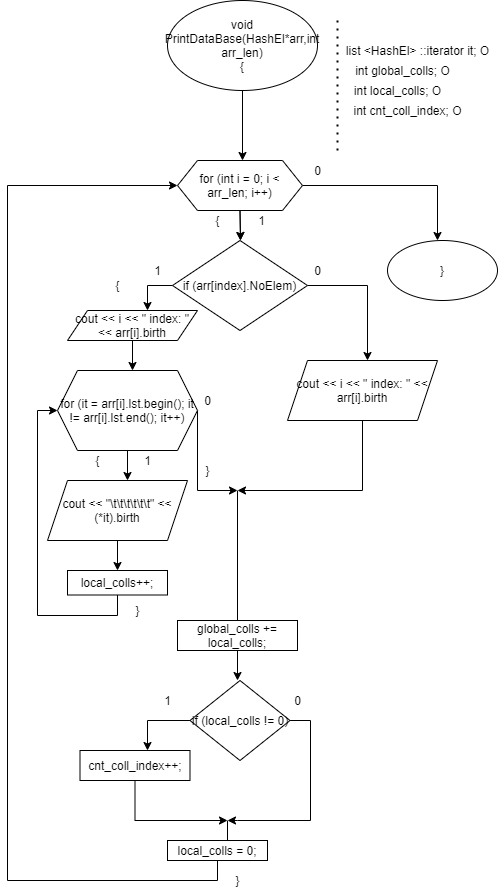 void
PrintDataBase(HashEl*arr,int
arr_len)
{
list <HashEl> ::iterator it; O
int global_colls; O
int local_colls; O
int cnt_coll_index; O
for (int i = 0; i <
arr_len; i++)
0
{
1
}
if (arr[index].NoElem)
1
0
{
cout << i << " index: "
<< arr[i].birth
cout << i << " index: " <<
arr[i].birth
for (it = arr[i].lst.begin(); it
!= arr[i].lst.end(); it++)
0
{
1
}
cout << "\t\t\t\t\t\t" <<
(*it).birth
local_colls++;
}
global_colls +=
local_colls;
if (local_colls != 0)
1
0
cnt_coll_index++;
local_colls = 0;
}